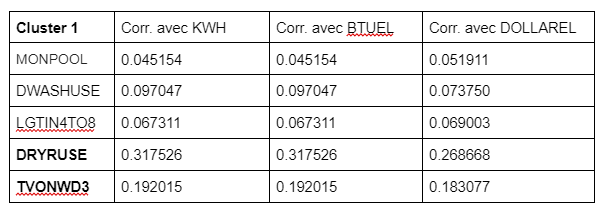 Cluster 1 Corr. avec KWH Corr. avec BTUEL Corr. avec DOLLAREL
MONPOOL 0.045154 0.045154 0.051911
DWASHUSE 0.097047 0.097047 0.073750
LGTIN4TO8 0.067311 0.067311 0.069003
DRYRUSE 0.317526 0.317526 0.268668
TVONWD3 0.192015 0.192015 0.183077